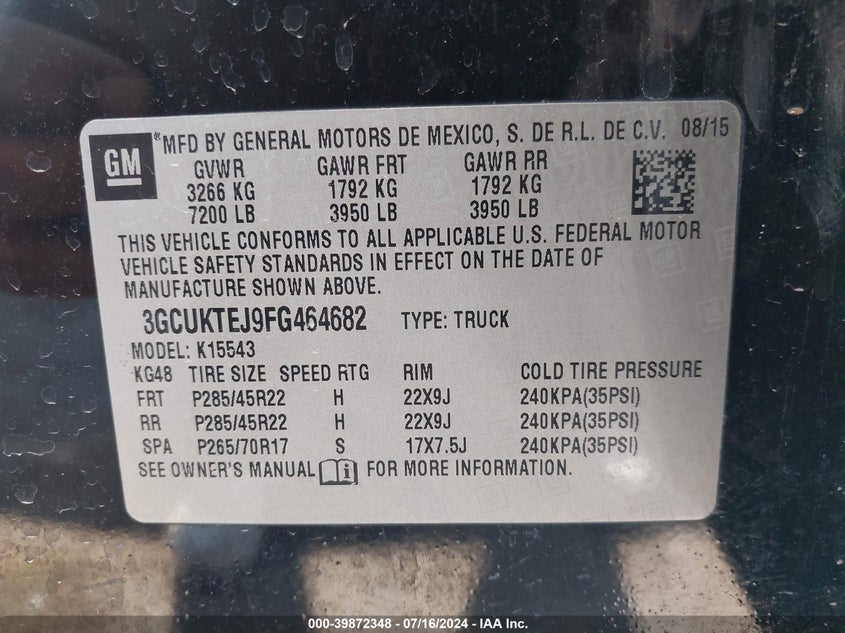 GM
® MFD BY GENERAL MOTORS DE MEXICO, S. DE R.L. DE C.V. 08/15
GVWR GAWR FRT GAWR RR
3266 KG 1792 KG 1792 KG
7200 LB 3950 LB 3950 LB
THIS VEHICLE CONFORMS TO ALL APPLICABLE U.S. FEDERAL MOTOR
VEHICLE SAFETY STANDARDS IN EFFECT ON THE DATE OF
MANUFACTURE SHOWN ABOVE.
3GCUKTEJ9FG464682 TYPE: TRUCK
MODEL: K15543
KG48 TIRE SIZE SPEED RTG RIM COLD TIRE PRESSURE
FRT P285/45R22 H 22X9J 240KPA(35PSI)
RR P285/45R22 H 22X9J 240KPA(35PSI)
SPA P265/70R17 S 17X7.5J 240KPA(35PSI)
SEE OWNER'S MANUAL FOR MORE INFORMATION.
000-39872348 - 07/16/2024 - IAA Inc.